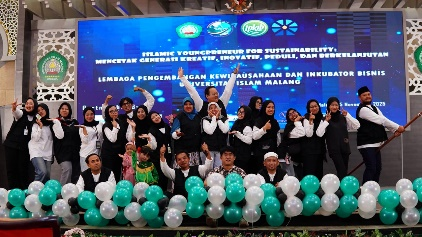 ISLAMIC YOUNGPRENEUR FOR SUSTAINABILITY:
MENCETAK GENERASI KREATIF, INOVATIF, PEDULI, DAN BERKELANJUTAN
LEMBAGA PENGEMBANGAN KEWIRAUSAHAAN DAN INKUBATOR BISNIS
UNIVERSITAS ISLAM MALANG